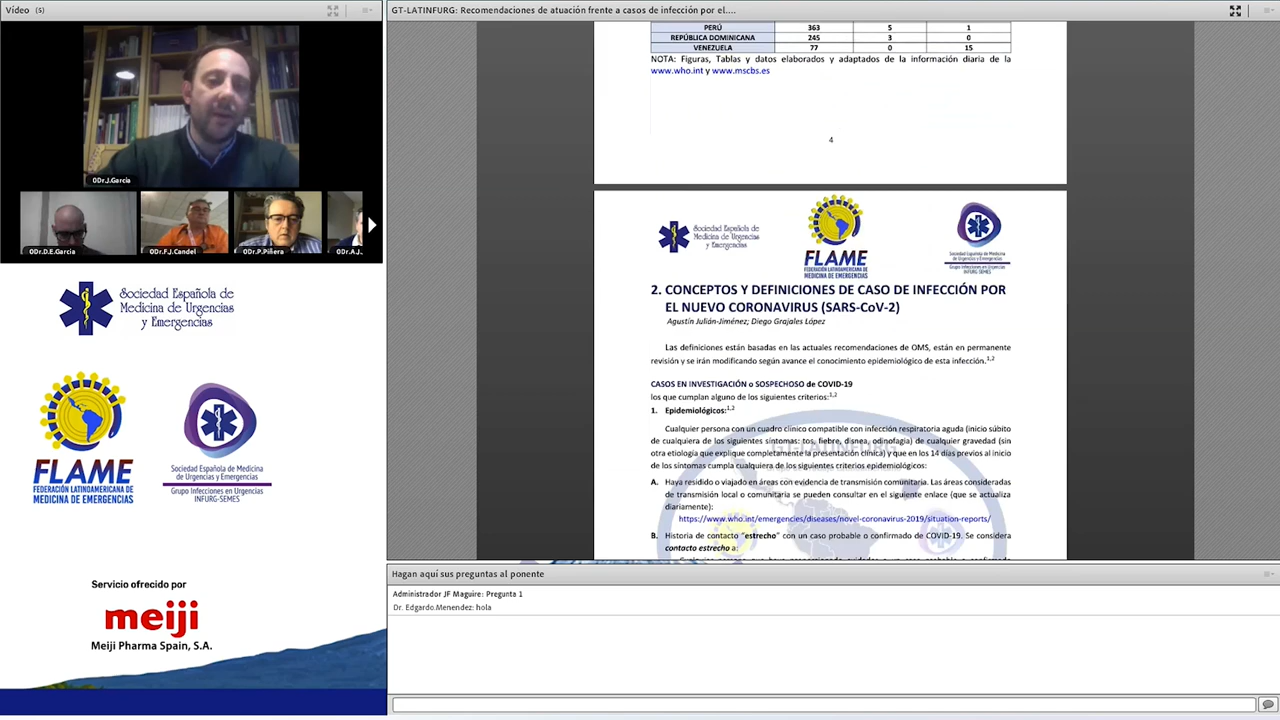 Vídeo (5)
0Dr.J.Garcia
0Dr.D.E.Garcia
0Dr.F.J.Candel
0Dr.P.Piñera
0Dr.A.J.
Sociedad Española de
Medicina de Urgencias
y Emergencias
FLAME
FEDERACIÓN LATINOAMERICANA DE
MEDICINA DE EMERGENCIAS
Sociedad Española de Medicina
de Urgencias y Emergencias
Grupo Infecciones en Urgencias
INFURG-SEMES
Servicio ofrecido por
meiji
Meiji Pharma Spain, S.A.
GT-LATINFURG: Recomendaciones de atuación frente a casos de infección por el....
PERÚ 363 5 1
REPÚBLICA DOMINICANA 245 3 0
VENEZUELA 77 0 15
NOTA: Figuras, Tablas y datos elaborados y adaptados de la información diaria de la
www.who.int y www.mscbs.es
4
Sociedad Española de
Medicina de Urgencias
y Emergencias
FLAME
FEDERACIÓN LATINOAMERICANA DE
MEDICINA DE EMERGENCIAS
Sociedad Española de Medicina
de Urgencias y Emergencias
Grupo Infecciones en Urgencias
INFURG-SEMES
2. CONCEPTOS Y DEFINICIONES DE CASO DE INFECCIÓN POR
EL NUEVO CORONAVIRUS (SARS-CoV-2)
Agustín Julián-Jiménez; Diego Grajales López
Las definiciones están basadas en las actuales recomendaciones de OMS, están en permanente
revisión y se irán modificando según avance el conocimiento epidemiológico de esta infección.1,2
CASOS EN INVESTIGACIÓN o SOSPECHOSO de COVID-19
los que cumplan alguno de los siguientes criterios:1,2
1. Epidemiológicos:1,2
Cualquier persona con un cuadro clínico compatible con infección respiratoria aguda (inicio súbito
de cualquiera de los siguientes síntomas: tos, fiebre, disnea, odinofagia) de cualquier gravedad (sin
otra etiología que explique completamente la presentación clínica) y que en los 14 días previos al inicio
de los síntomas cumpla cualquiera de los siguientes criterios epidemiológicos:
A. Haya residido o viajado en áreas con evidencia de transmisión comunitaria. Las áreas consideradas
de transmisión local o comunitaria se pueden consultar en el siguiente enlace (que se actualiza
diariamente):
https://www.who.int/emergencies/diseases/novel-coronavirus-2019/situation-reports/
B. Historia de contacto "estrecho" con un caso probable o confirmado de COVID-19. Se considera
contacto estrecho a:
GT-LATINFURG
Hagan aquí sus preguntas al ponente
Administrador JF Maguire: Pregunta 1
Dr. Edgardo.Menendez: hola